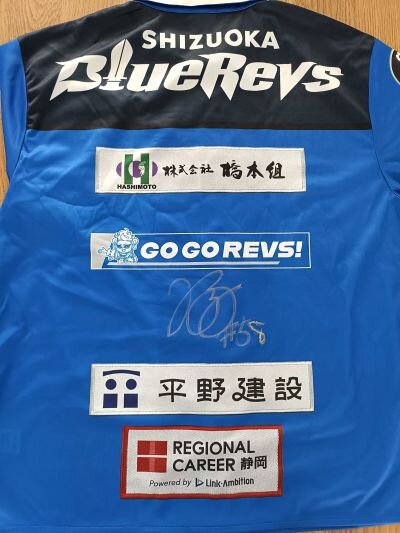 SHIZUOKA
BLUEREVS
HASHIMOTO
株式会社 橋本組
GO GO REVS!
#58
平野建設
REGIONAL
CAREER 静岡
Powered by Link-Ambition